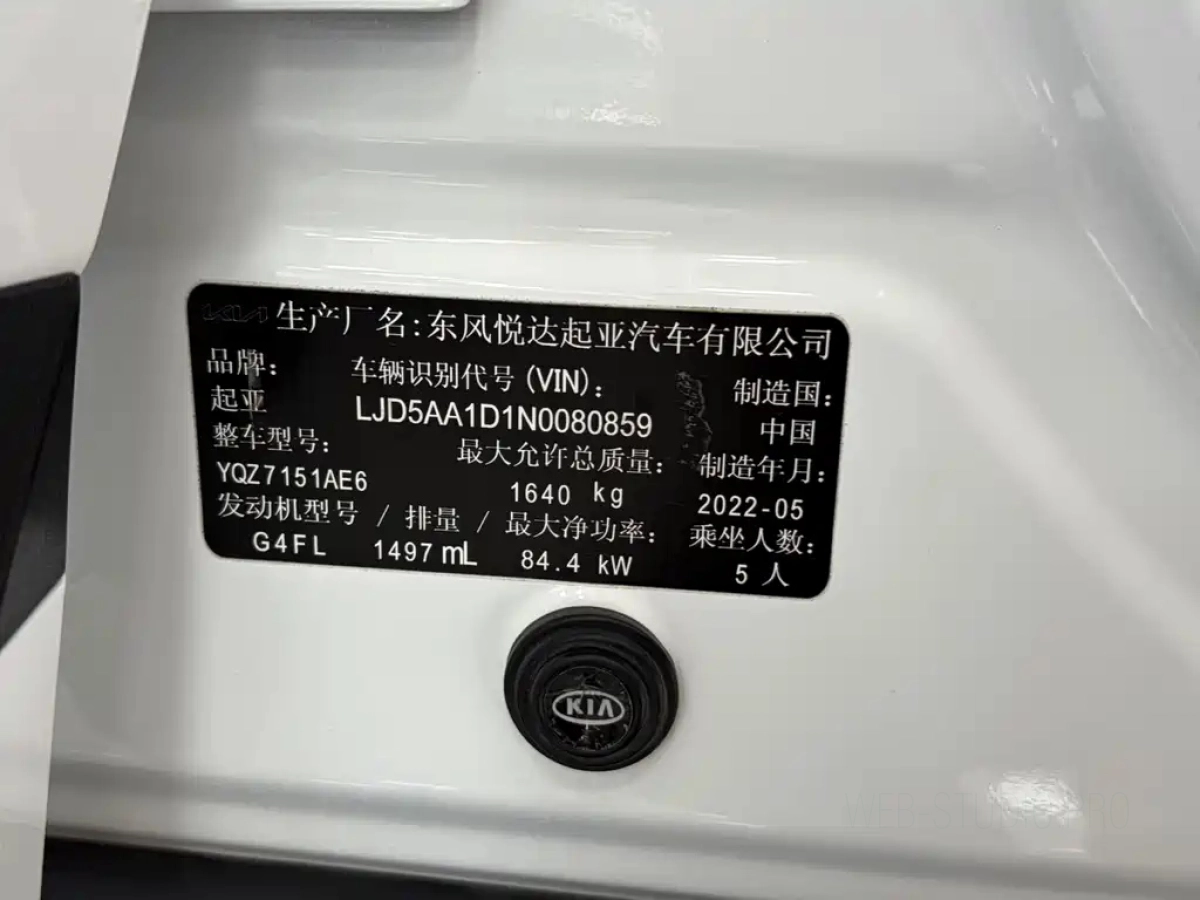 KIA 生产厂名:东风悦达起亚汽车有限公司
品牌: 车辆识别代号 (VIN): 制造国:
起亚 LJD5AA1D1N0080859 中国
整车型号: 最大允许总质量: 制造年月:
YQZ7151AE6 1640 kg 2022-05
发动机型号 / 排量 / 最大净功率: 乘坐人数:
G4FL 1497 mL 84.4 kW 5 人
KIA